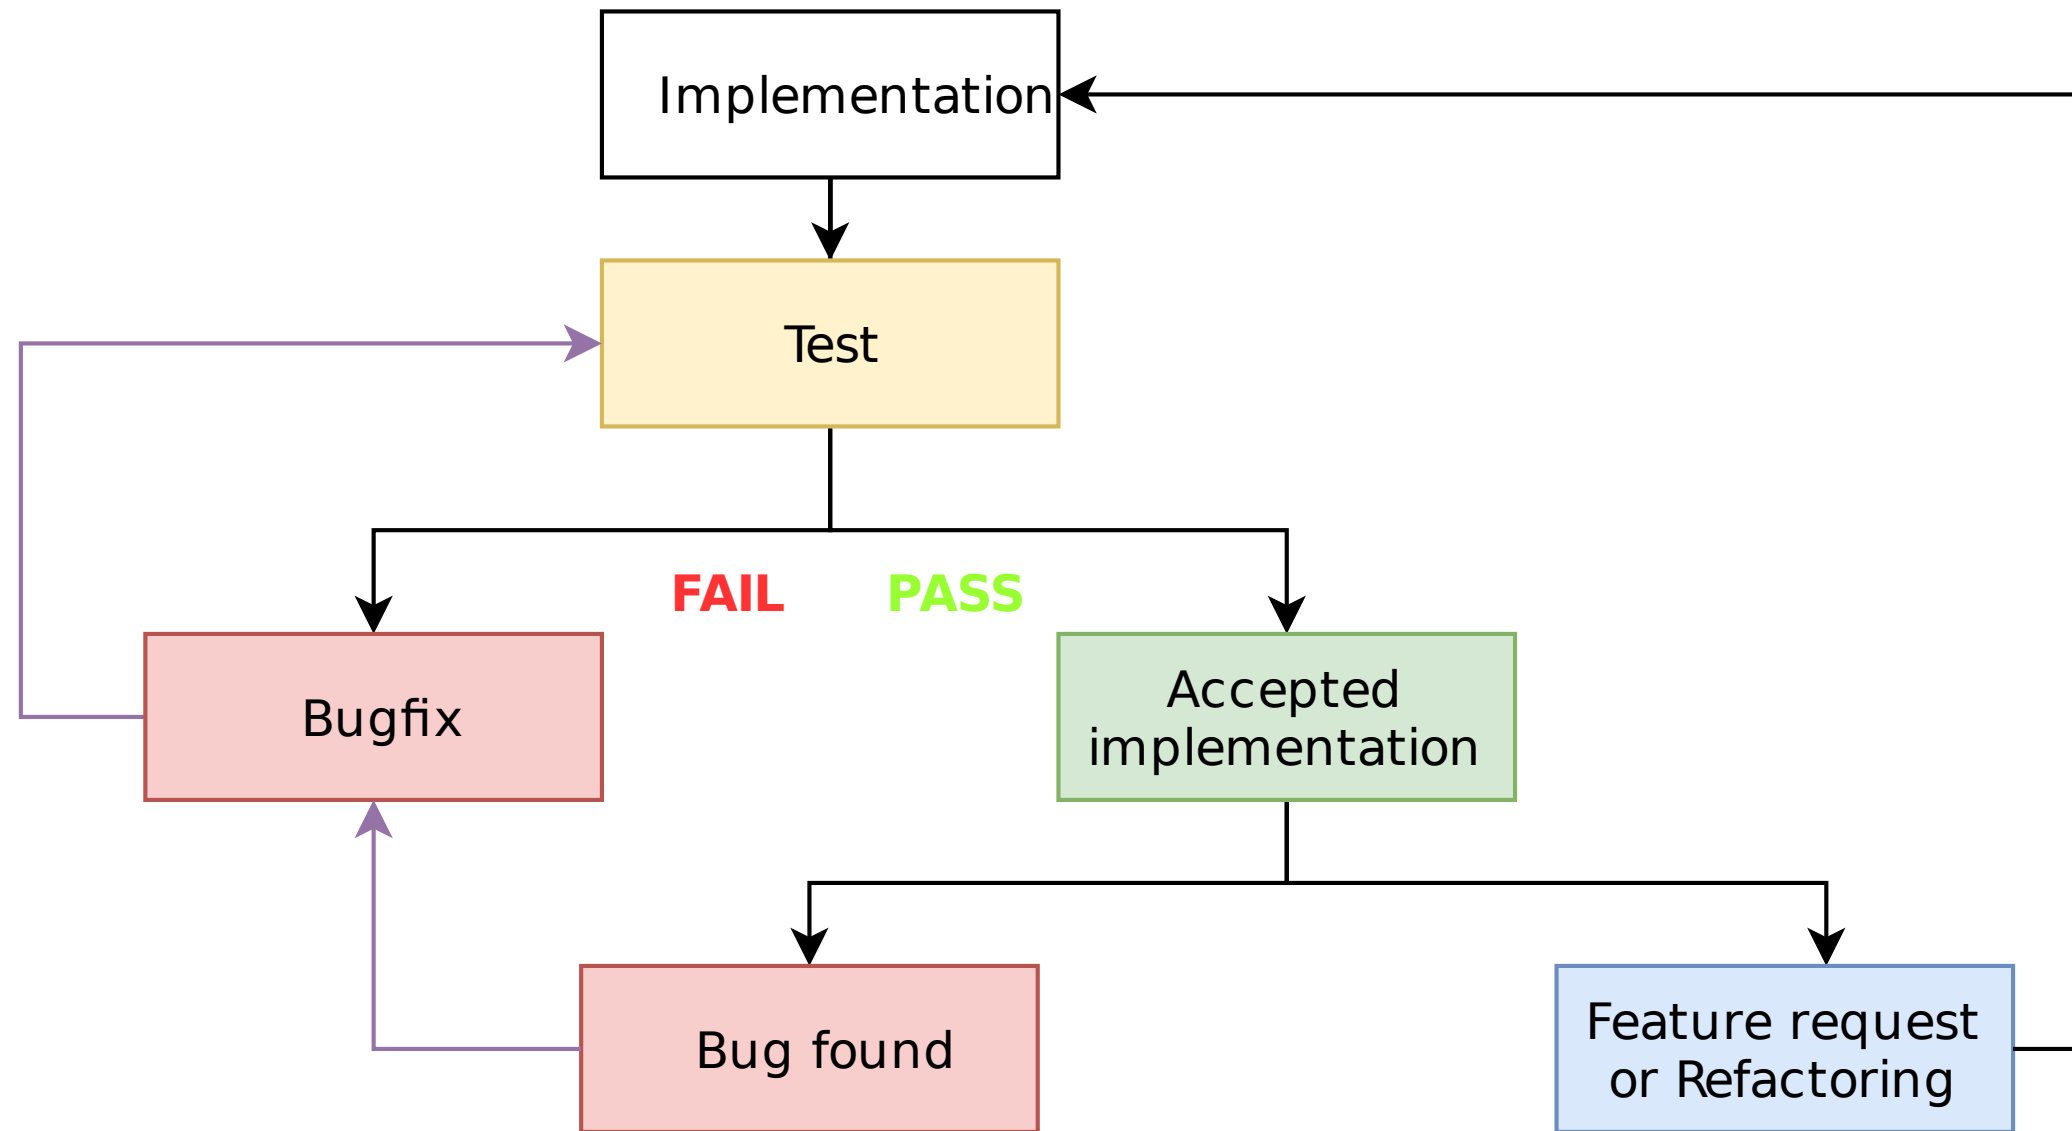 Implementation
Test
FAIL
PASS
Bugfix
Accepted
implementation
Bug found
Feature request
or Refactoring